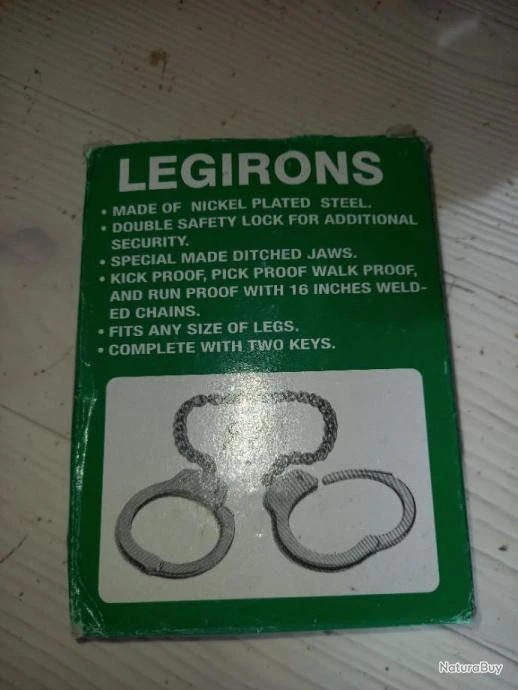 LEGIRONS
• MADE OF NICKEL PLATED STEEL.
• DOUBLE SAFETY LOCK FOR ADDITIONAL
SECURITY.
• SPECIAL MADE DITCHED JAWS.
• KICK PROOF, PICK PROOF WALK PROOF,
AND RUN PROOF WITH 16 INCHES WELD-
ED CHAINS.
• FITS ANY SIZE OF LEGS.
• COMPLETE WITH TWO KEYS.
NaturaBuy